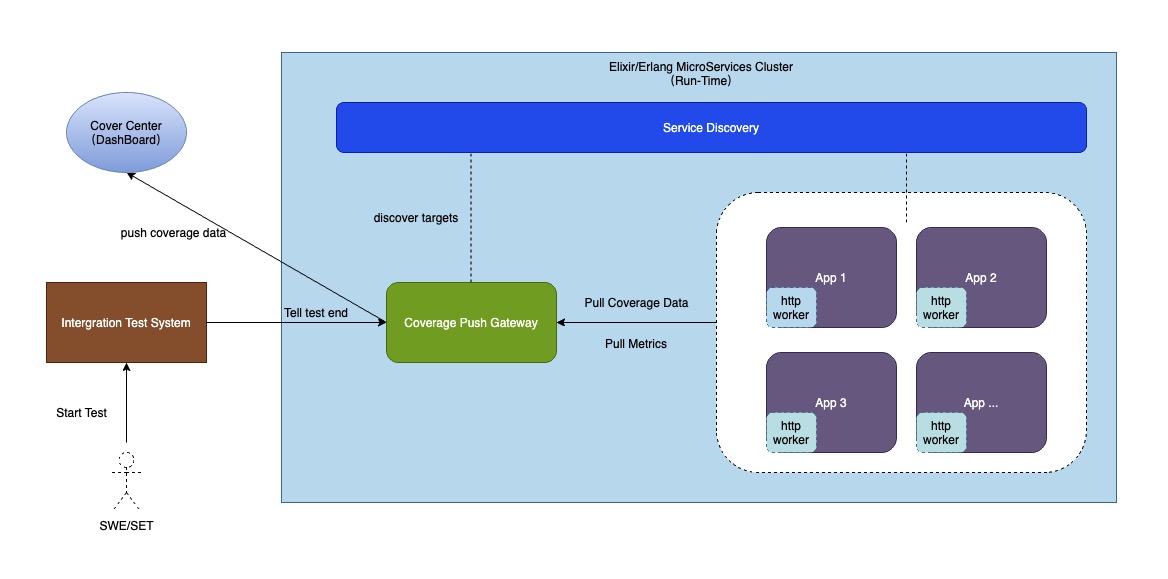 Elixir/Erlang MicroServices Cluster
(Run-Time)
Service Discovery
Cover Center
(DashBoard)
discover targets
push coverage data
App 1
http
worker
App 2
http
worker
Intergration Test System
Tell test end
Coverage Push Gateway
Pull Coverage Data
Pull Metrics
App 3
http
worker
App ...
http
worker
Start Test
SWE/SET